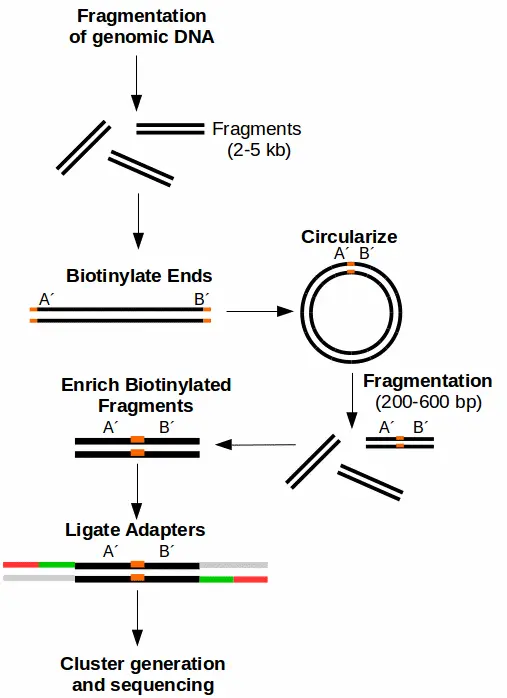 Fragmentation
of genomic DNA
Fragments
(2-5 kb)
Circularize
A´ B´
Biotinylate Ends
A´ B´
Fragmentation
(200-600 bp)
A´ B´
Enrich Biotinylated
Fragments
A´ B´
Ligate Adapters
A´ B´
Cluster generation
and sequencing